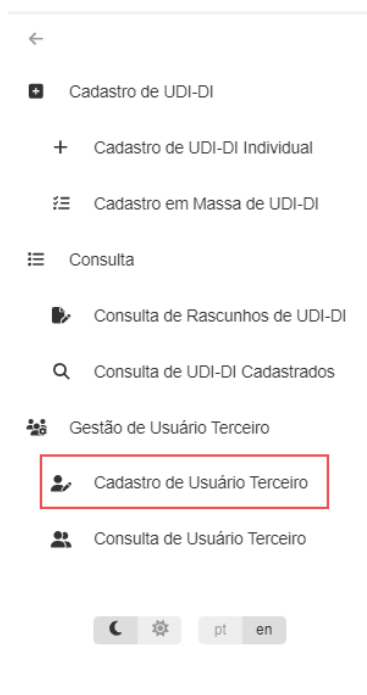 Cadastro de UDI-DI
Cadastro de UDI-DI Individual
Cadastro em Massa de UDI-DI
Consulta
Consulta de Rascunhos de UDI-DI
Consulta de UDI-DI Cadastrados
Gestão de Usuário Terceiro
Cadastro de Usuário Terceiro
Consulta de Usuário Terceiro
pt en